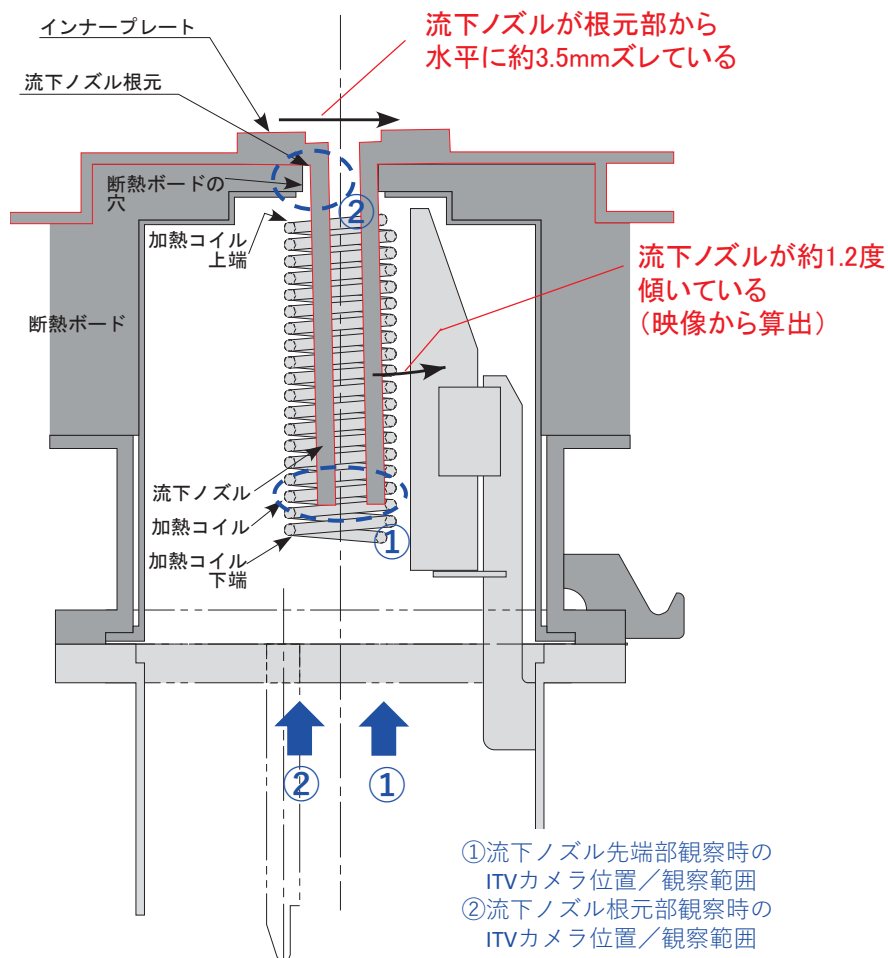 インナープレート
流下ノズルが根元部から
水平に約3.5mmズレている
流下ノズル根元
断熱ボードの
穴
②
加熱コイル
上端
流下ノズルが約1.2度
傾いている
（映像から算出）
断熱ボード
流下ノズル
加熱コイル
①
加熱コイル
下端
②
①
①流下ノズル先端部観察時の
ITVカメラ位置／観察範囲
②流下ノズル根元部観察時の
ITVカメラ位置／観察範囲